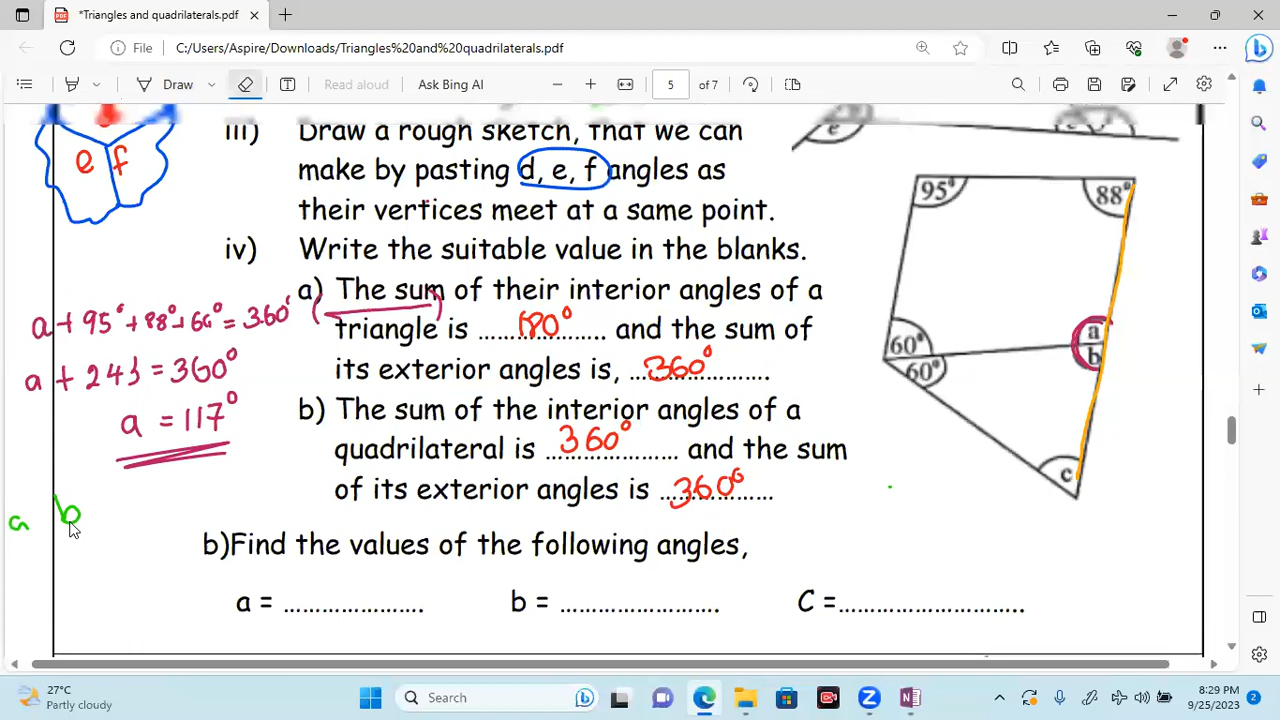 *Triangles and quadrilaterals.pdf
File
C:/Users/Aspire/Downloads/Triangles%20and%20quadrilaterals.pdf
Draw
Read aloud
Ask Bing AI
5
of 7
iii) Draw a rough sketch, that we can
make by pasting d, e, f angles as
their vertices meet at a same point.
iv) Write the suitable value in the blanks.
a) The sum of their interior angles of a
triangle is ....180°.... and the sum of
its exterior angles is, ...360°..........
b) The sum of the interior angles of a
quadrilateral is ...360°........ and the sum
of its exterior angles is ...360°......
b)Find the values of the following angles,
a = ....................
b = ......................
C =..........................
e f
a + 95° + 88° + 60° = 360°
a + 243 = 360°
a = 117°
a b
e
95°
88°
60°
a
b
60°
c
27°C
Partly cloudy
Search
8:29 PM
9/25/2023
2